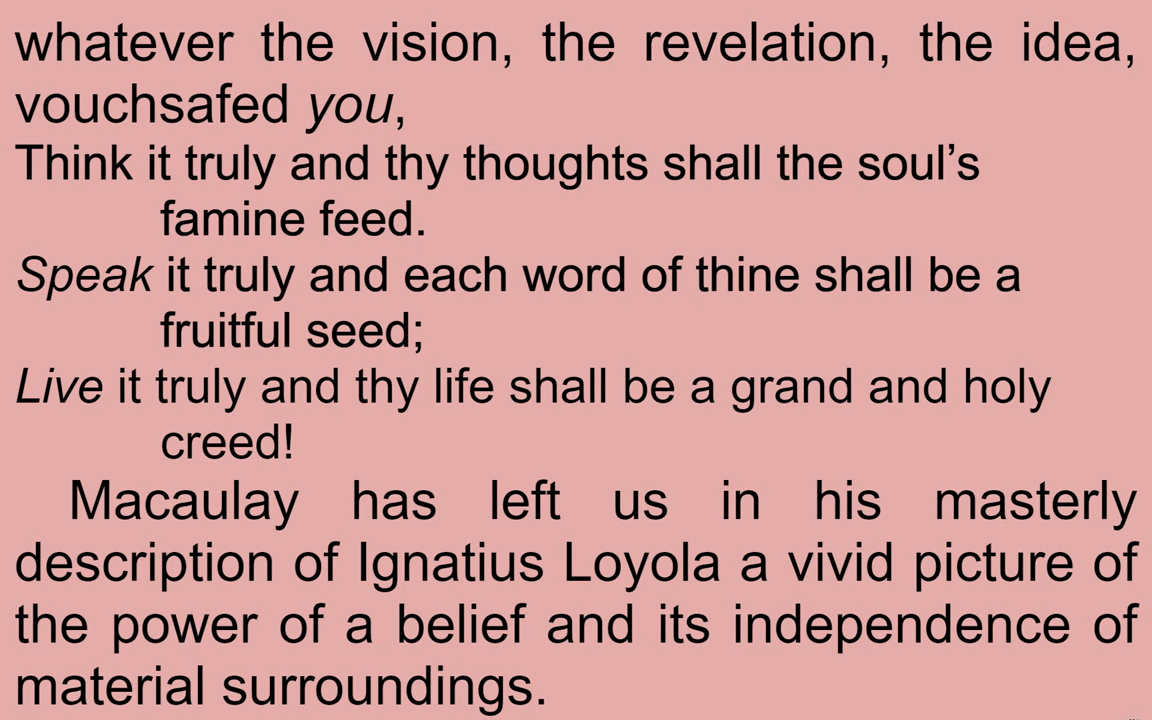 whatever the vision, the revelation, the idea,
vouchsafed you,
Think it truly and thy thoughts shall the soul’s
famine feed.
Speak it truly and each word of thine shall be a
fruitful seed;
Live it truly and thy life shall be a grand and holy
creed!
Macaulay has left us in his masterly
description of Ignatius Loyola a vivid picture of
the power of a belief and its independence of
material surroundings.